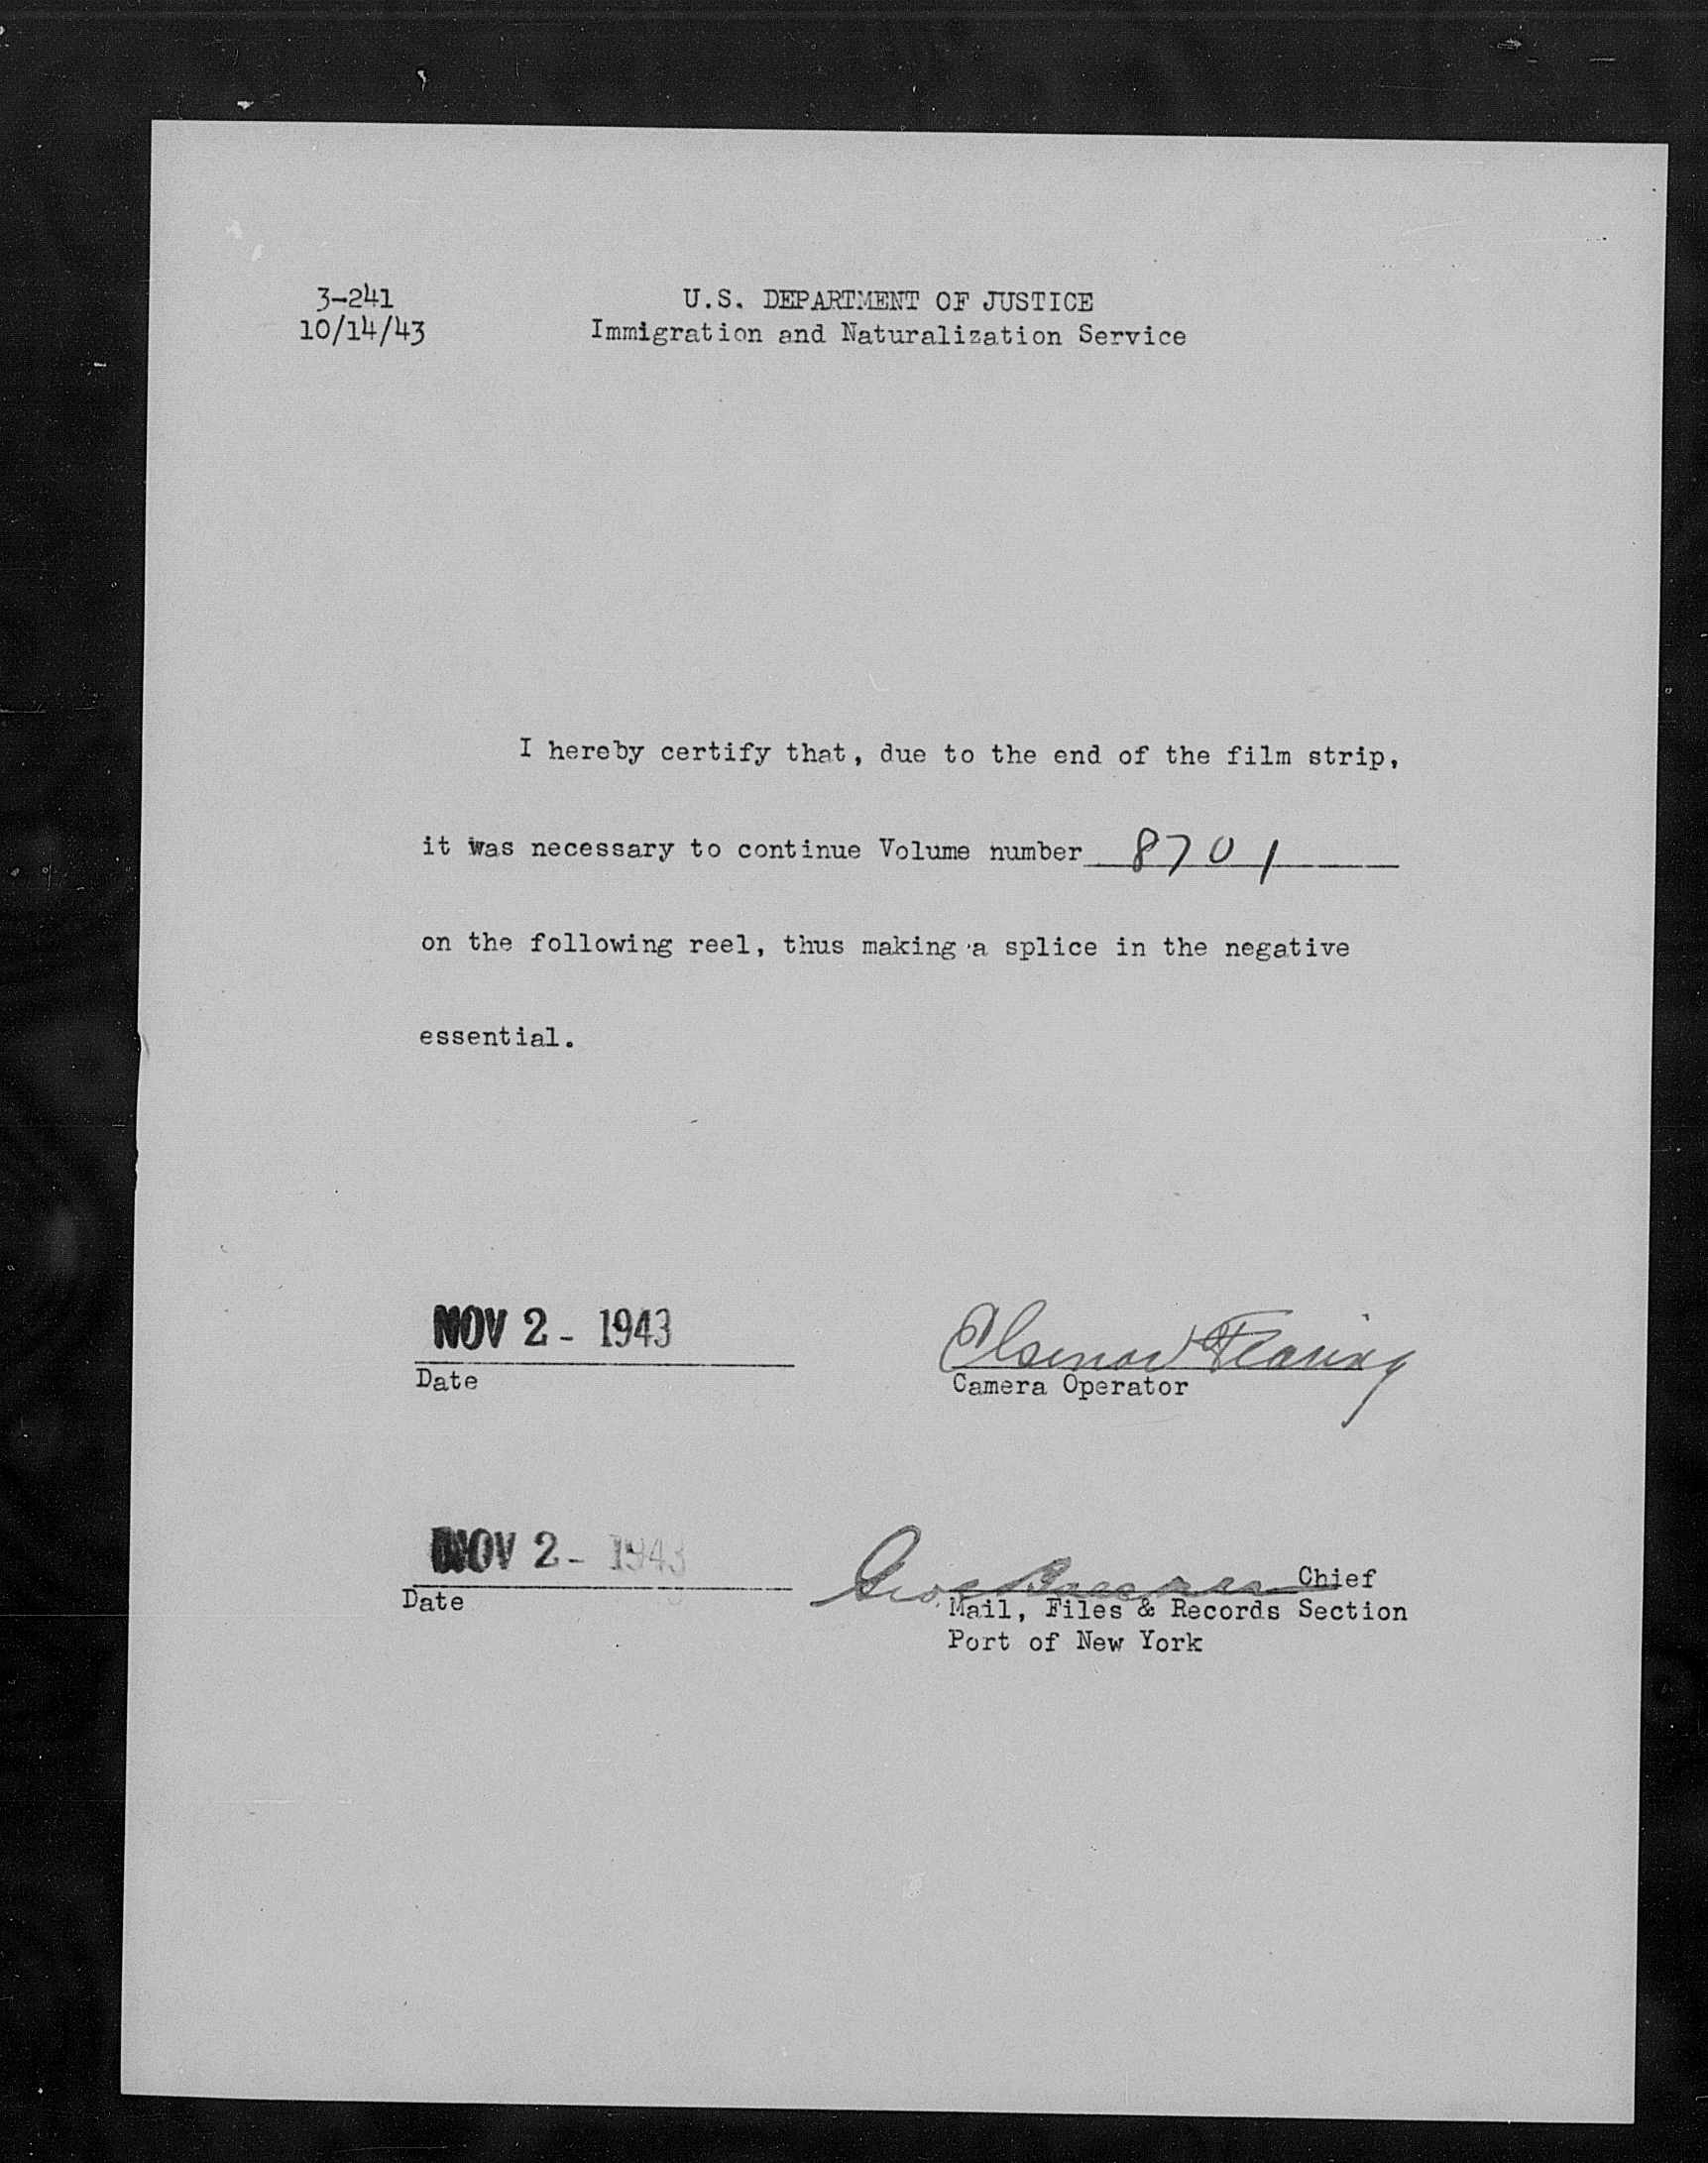 3-241
10/14/43
U.S. DEPARTMENT OF JUSTICE
Immigration and Naturalization Service
I hereby certify that, due to the end of the film strip,
it was necessary to continue Volume number 8701
on the following reel, thus making a splice in the negative
essential.
NOV 2 - 1943
Date
Camera Operator
NOV 2 - 1943
Date
Chief
Mail, Files & Records Section
Port of New York